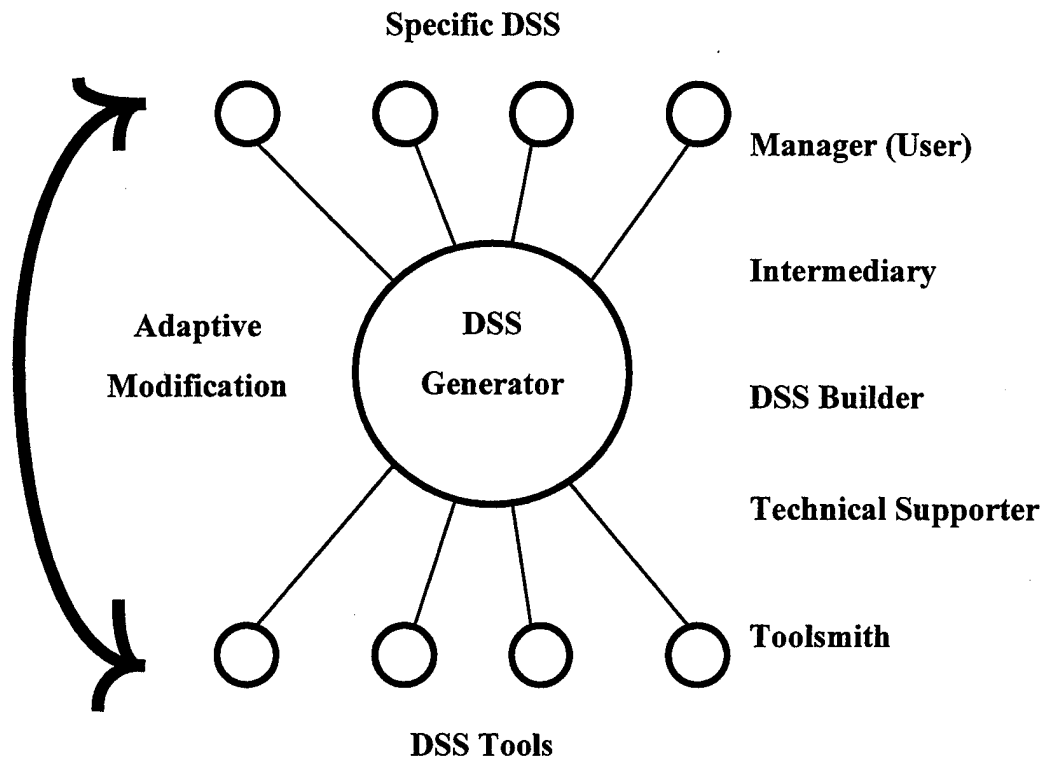 Specific DSS
Manager (User)
Intermediary
Adaptive
Modification
DSS
Generator
DSS Builder
Technical Supporter
Toolsmith
DSS Tools